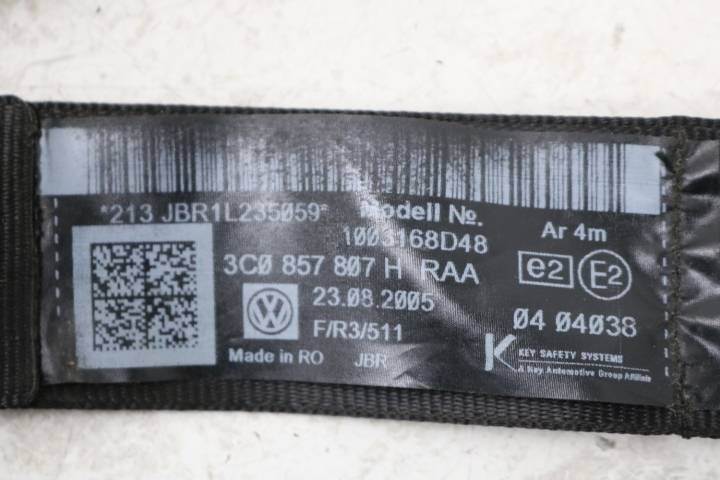 *213 JBR1L235059*
Modell No.
1003168D48
Ar 4m
3C0 857 807 H RAA
e2 E2
23.08.2005
04 04038
F/R3/511
Made in RO JBR
KEY SAFETY SYSTEMS
A Key Automotive Group Affiliate